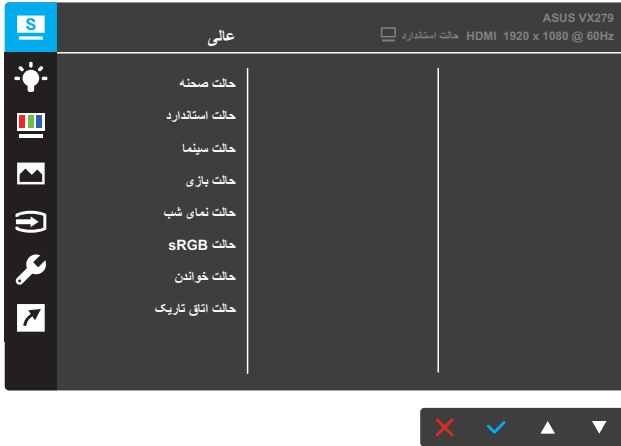 S
ASUS VX279
عالی
حالت استاندارد HDMI 1920 x 1080 @ 60Hz
حالت صحنه
حالت استاندارد
حالت سینما
حالت بازی
حالت نمای شب
حالت sRGB
حالت خواندن
حالت اتاق تاریک